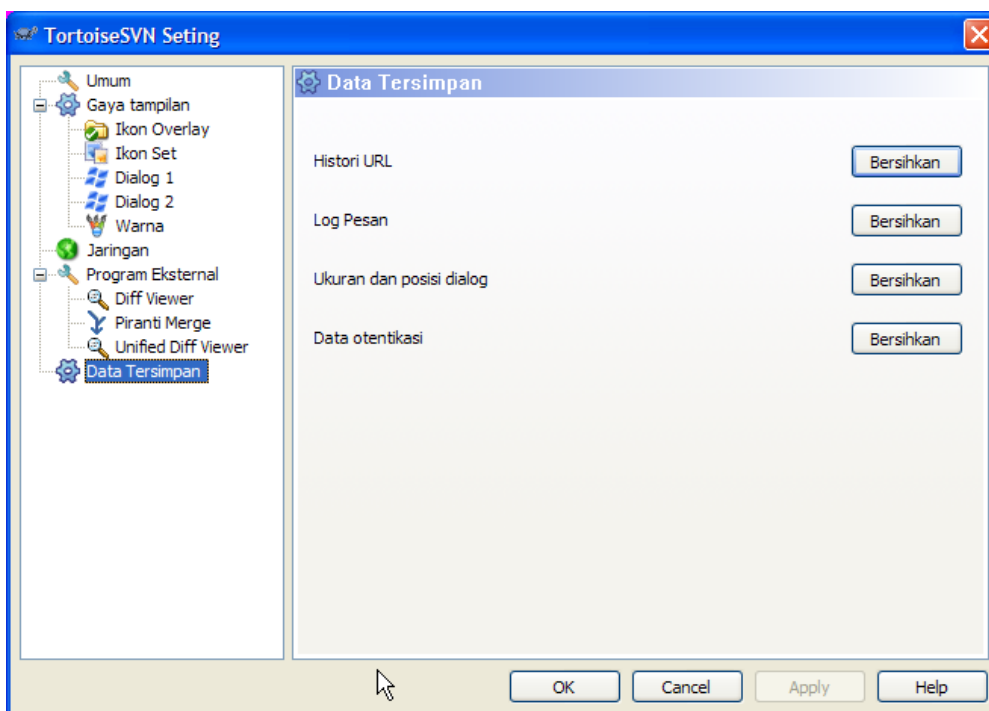 TortoiseSVN Seting
Umum
Gaya tampilan
Ikon Overlay
Ikon Set
Dialog 1
Dialog 2
Warna
Jaringan
Program Eksternal
Diff Viewer
Piranti Merge
Unified Diff Viewer
Data Tersimpan
Data Tersimpan
Histori URL
Bersihkan
Log Pesan
Bersihkan
Ukuran dan posisi dialog
Bersihkan
Data otentikasi
Bersihkan
OK
Cancel
Apply
Help